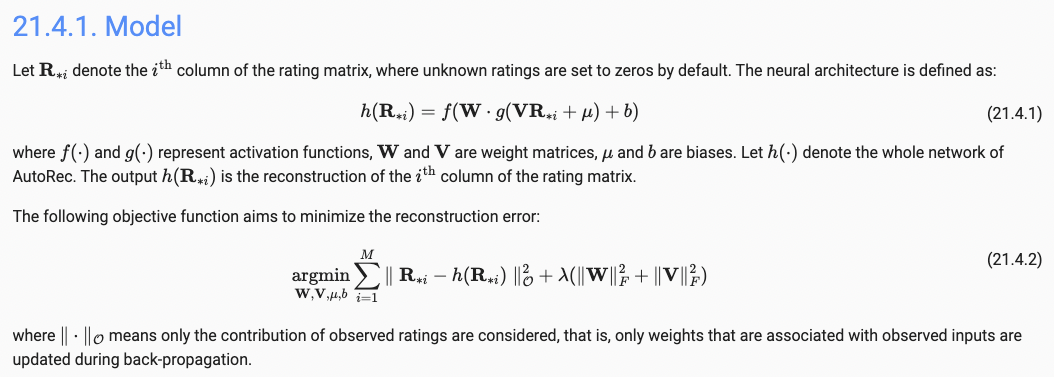 21.4.1. Model
Let R∗i denote the iᵗʰ column of the rating matrix, where unknown ratings are set to zeros by default. The neural architecture is defined as:
h(R∗i) = f(W · g(VR∗i + μ) + b) (21.4.1)
where f(·) and g(·) represent activation functions, W and V are weight matrices, μ and b are biases. Let h(·) denote the whole network of
AutoRec. The output h(R∗i) is the reconstruction of the iᵗʰ column of the rating matrix.
The following objective function aims to minimize the reconstruction error:
argmin W,V,μ,b ∑ i=1 M ‖ R∗i − h(R∗i) ‖²𝒪 + λ(‖W‖²F + ‖V‖²F) (21.4.2)
where ‖ · ‖𝒪 means only the contribution of observed ratings are considered, that is, only weights that are associated with observed inputs are
updated during back-propagation.